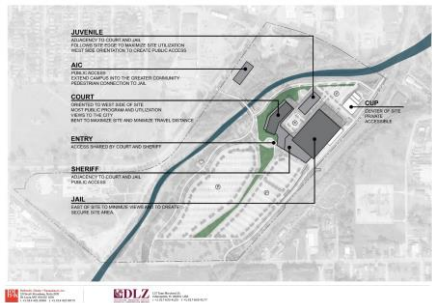 JUVENILE
ADJACENCY TO COURT AND JAIL
FOLLOWS SITE EDGE TO MAXIMIZE SITE UTILIZATION
WEST SIDE ORIENTATION TO CREATE PUBLIC ACCESS
AIC
PUBLIC ACCESS
EXTEND CAMPUS INTO THE GREATER COMMUNITY
PEDESTRIAN CONNECTION TO JAIL
COURT
ORIENTED TO WEST SIDE OF SITE
MOST PUBLIC PROGRAM AND UTILIZATION
VIEWS TO THE CITY
BENT TO MAXIMIZE SITE AND MINIMIZE TRAVEL DISTANCE
CUP
CENTER OF SITE
PRIVATE
ACCESSIBLE
ENTRY
ACCESS SHARED BY COURT AND SHERIFF
SHERIFF
ADJACENCY TO COURT AND JAIL
PUBLIC ACCESS
JAIL
EAST OF SITE TO MINIMIZE VIEWS AND TO CREATE
SECURE SITE AREA
DLZ